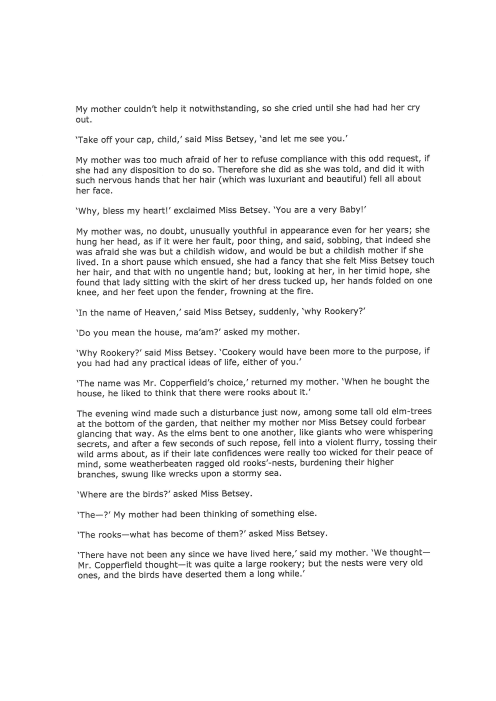 My mother couldn't help it notwithstanding, so she cried until she had had her cry
out.
‘Take off your cap, child,’ said Miss Betsey, ‘and let me see you.’
My mother was too much afraid of her to refuse compliance with this odd request, if
she had any disposition to do so. Therefore she did as she was told, and did it with
such nervous hands that her hair (which was luxuriant and beautiful) fell all about
her face.
‘Why, bless my heart!’ exclaimed Miss Betsey. ‘You are a very Baby!’
My mother was, no doubt, unusually youthful in appearance even for her years; she
hung her head, as if it were her fault, poor thing, and said, sobbing, that indeed she
was afraid she was but a childish widow, and would be but a childish mother if she
lived. In a short pause which ensued, she had a fancy that she felt Miss Betsey touch
her hair, and that with no ungentle hand; but, looking at her, in her timid hope, she
found that lady sitting with the skirt of her dress tucked up, her hands folded on one
knee, and her feet upon the fender, frowning at the fire.
‘In the name of Heaven,’ said Miss Betsey, suddenly, ‘why Rookery?’
‘Do you mean the house, ma’am?’ asked my mother.
‘Why Rookery?’ said Miss Betsey. ‘Cookery would have been more to the purpose, if
you had had any practical ideas of life, either of you.’
‘The name was Mr. Copperfield’s choice,’ returned my mother. ‘When he bought the
house, he liked to think that there were rooks about it.’
The evening wind made such a disturbance just now, among some tall old elm-trees
at the bottom of the garden, that neither my mother nor Miss Betsey could forbear
glancing that way. As the elms bent to one another, like giants who were whispering
secrets, and after a few seconds of such repose, fell into a violent flurry, tossing their
wild arms about, as if their late confidences were really too wicked for their peace of
mind, some weatherbeaten ragged old rooks’-nests, burdening their higher
branches, swung like wrecks upon a stormy sea.
‘Where are the birds?’ asked Miss Betsey.
‘The—?’ My mother had been thinking of something else.
‘The rooks—what has become of them?’ asked Miss Betsey.
‘There have not been any since we have lived here,’ said my mother. ‘We thought—
Mr. Copperfield thought—it was quite a large rookery; but the nests were very old
ones, and the birds have deserted them a long while.’